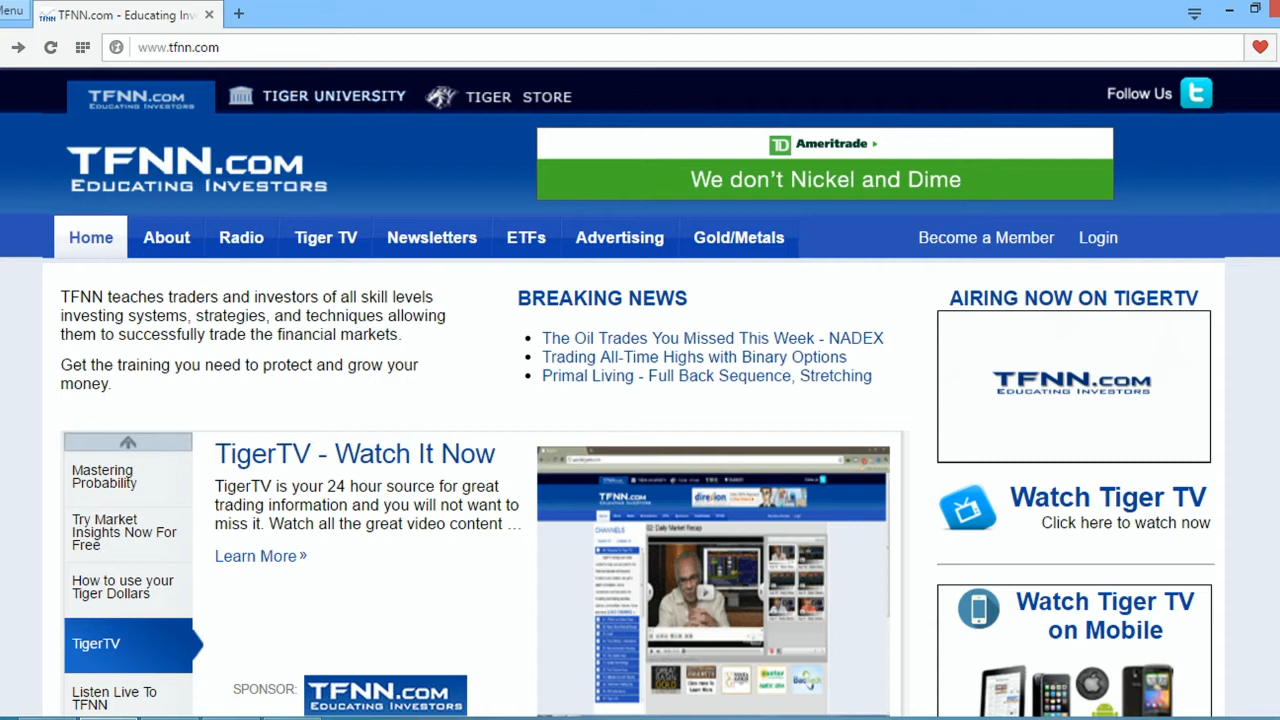 Menu
TFNN.com - Educating Inv
www.tfnn.com
TFNN.COM
EDUCATING INVESTORS
TIGER UNIVERSITY
TIGER STORE
Follow Us
TFNN.COM
EDUCATING INVESTORS
TD Ameritrade
We don't Nickel and Dime
Home
About
Radio
Tiger TV
Newsletters
ETFs
Advertising
Gold/Metals
Become a Member
Login
TFNN teaches traders and investors of all skill levels
investing systems, strategies, and techniques allowing
them to successfully trade the financial markets.
Get the training you need to protect and grow your
money.
BREAKING NEWS
• The Oil Trades You Missed This Week - NADEX
• Trading All-Time Highs with Binary Options
• Primal Living - Full Back Sequence, Stretching
AIRING NOW ON TIGERTV
TFNN.COM
EDUCATING INVESTORS
Watch Tiger TV
Click here to watch now
Watch Tiger TV
on Mobile
Mastering
Probability
Tip Market
Insights Now For
Free
How to use your
Tiger Dollars
TigerTV
Listen Live To
TFNN
TigerTV - Watch It Now
TigerTV is your 24 hour source for great
trading information and you will not want to
miss it. Watch all the great video content ...
Learn More »
SPONSOR:
TFNN.COM
EDUCATING INVESTORS
TFNN.COM
direxion
CHANNELS
02: Daily Market Recap